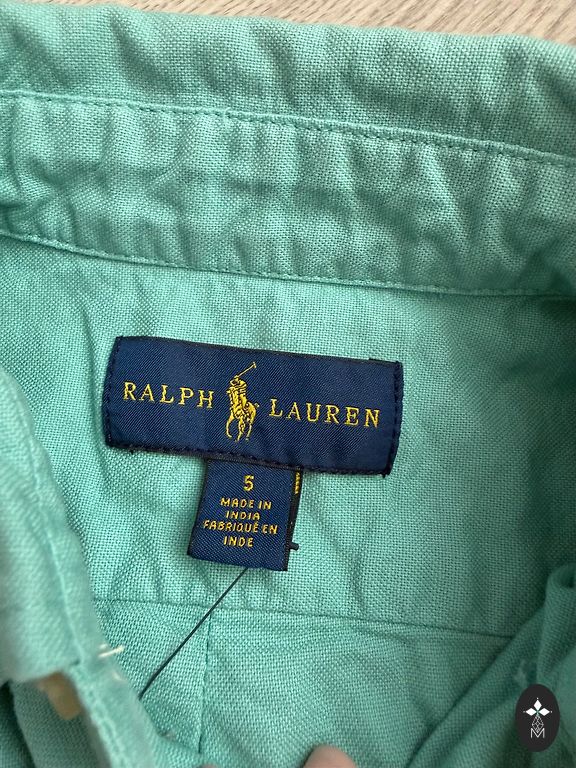 RALPH LAUREN
5
MADE IN
INDIA
FABRIQUÉ EN
INDE
M